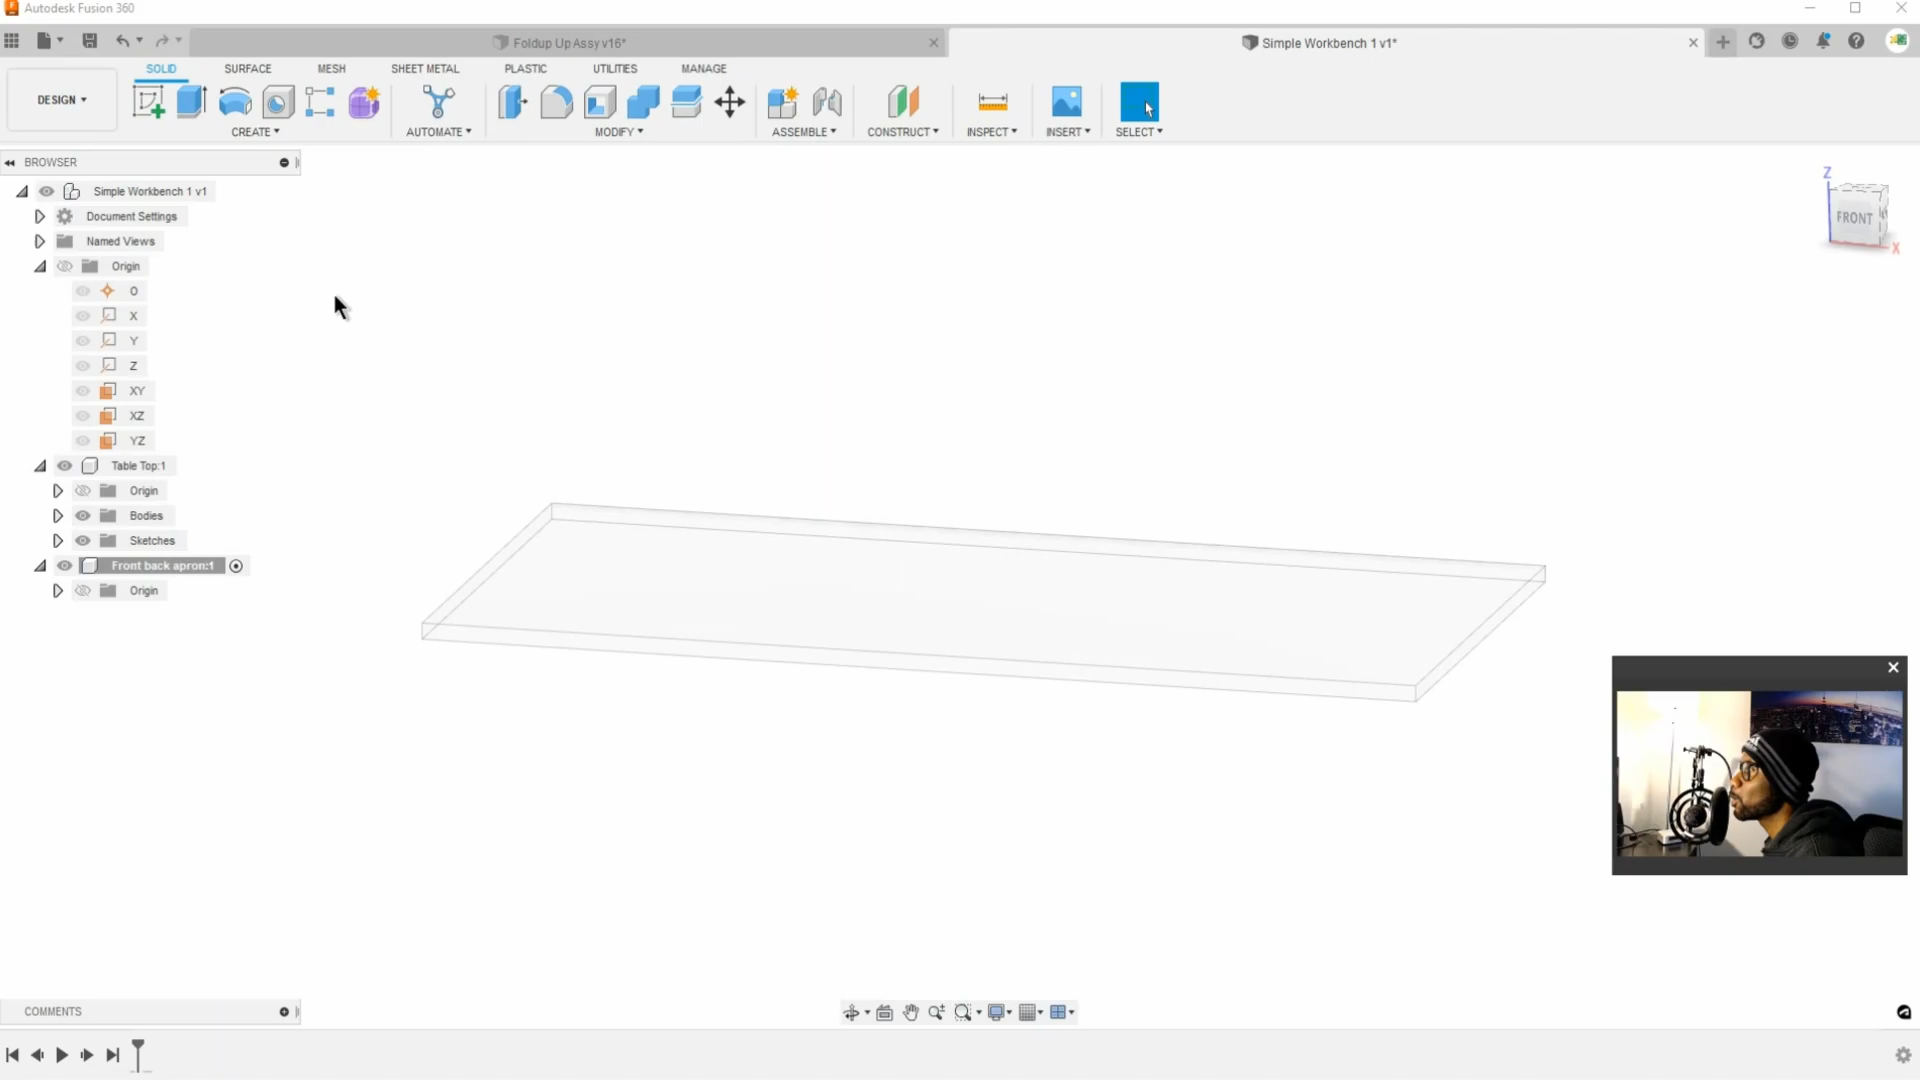 Autodesk Fusion 360
Foldup Up Assy v16*
Simple Workbench 1 v1*
SOLID
SURFACE
MESH
SHEET METAL
PLASTIC
UTILITIES
MANAGE
DESIGN
CREATE
AUTOMATE
MODIFY
ASSEMBLE
CONSTRUCT
INSPECT
INSERT
SELECT
BROWSER
Simple Workbench 1 v1
Document Settings
Named Views
Origin
O
X
Y
Z
XY
XZ
YZ
Table Top:1
Origin
Bodies
Sketches
Front back apron:1
Origin
Z
FRONT
X
COMMENTS